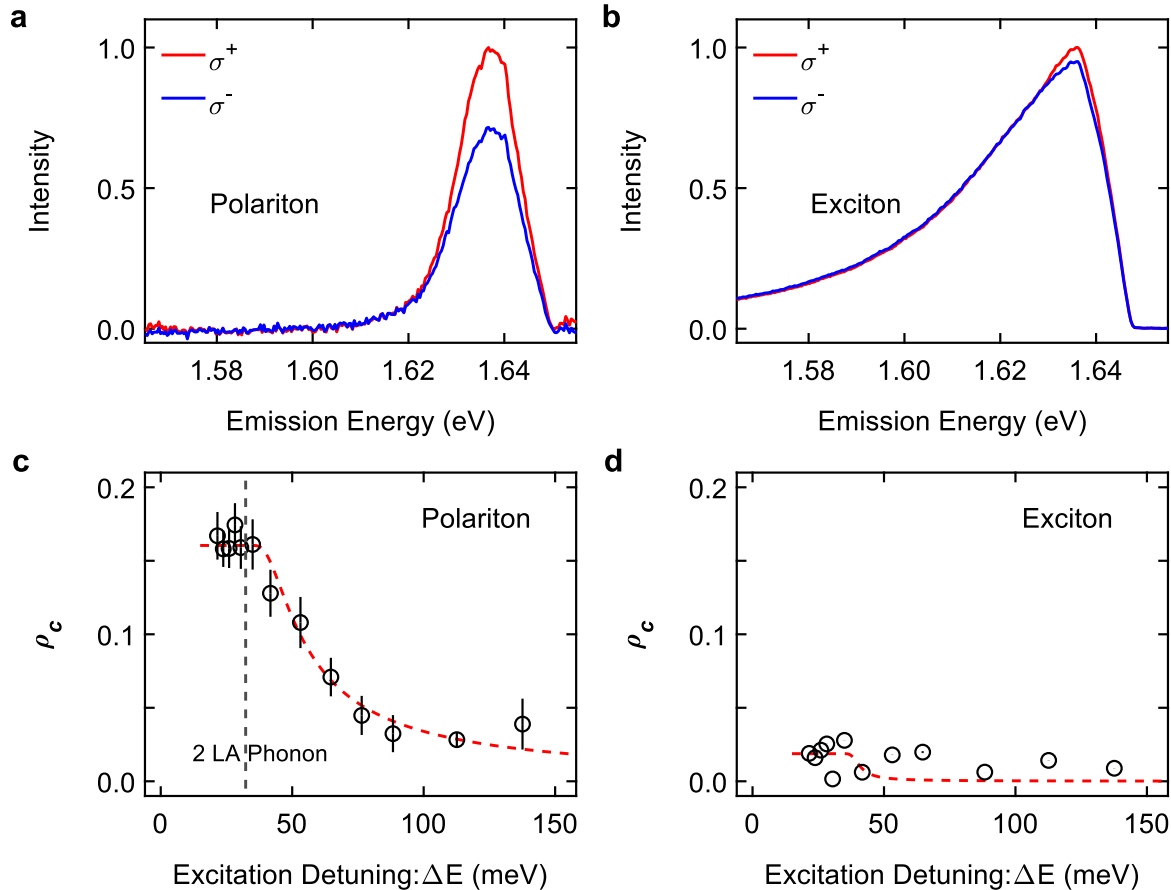 a
σ+
σ-
Polariton
Intensity
1.0
0.5
0.0
1.58
1.60
1.62
1.64
Emission Energy (eV)
b
σ+
σ-
Exciton
Intensity
1.0
0.5
0.0
1.58
1.60
1.62
1.64
Emission Energy (eV)
c
Polariton
2 LA Phonon
ρc
0.2
0.1
0.0
0
50
100
150
Excitation Detuning:ΔE (meV)
d
Exciton
ρc
0.2
0.1
0.0
0
50
100
150
Excitation Detuning:ΔE (meV)